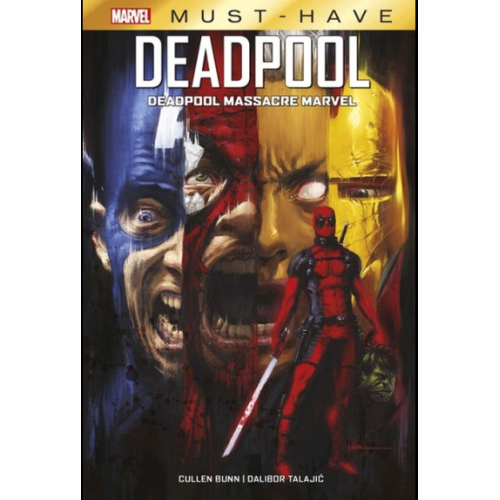 MARVEL MUST-HAVE
DEADPOOL
DEADPOOL MASSACRE MARVEL
CULLEN BUNN | DALIBOR TALAJIĆ